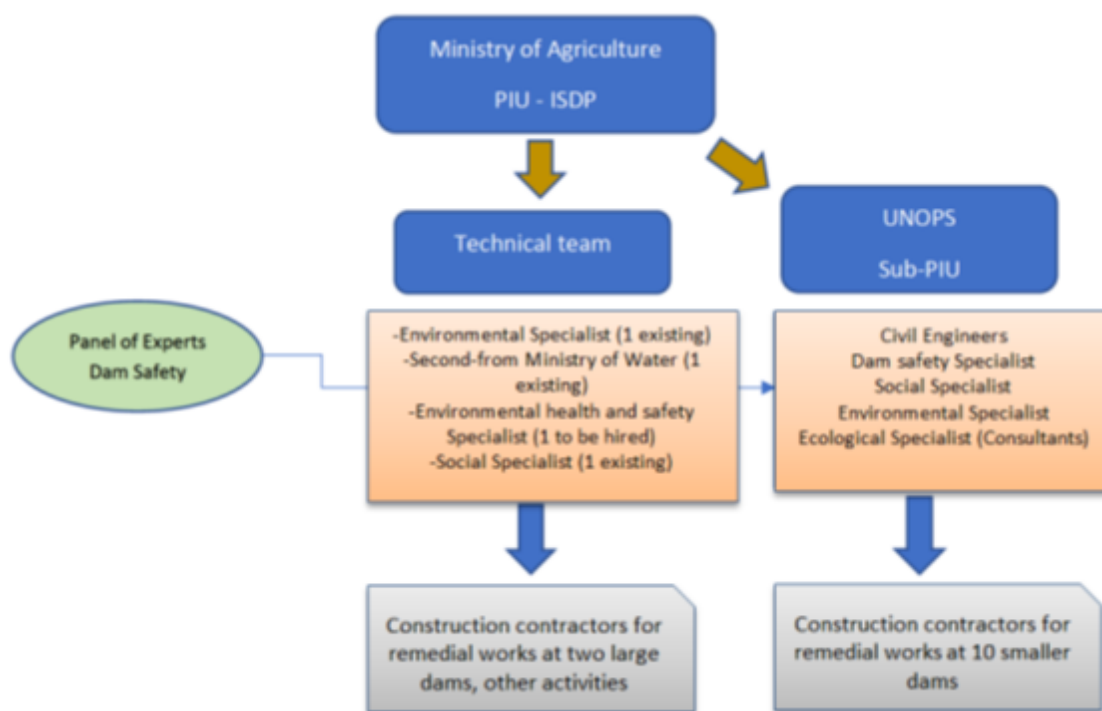 Ministry of Agriculture
PIU - ISDP
Technical team
UNOPS
Sub-PIU
Panel of Experts
Dam Safety
-Environmental Specialist (1 existing)
-Second-from Ministry of Water (1
existing)
-Environmental health and safety
Specialist (1 to be hired)
-Social Specialist (1 existing)
Civil Engineers
Dam safety Specialist
Social Specialist
Environmental Specialist
Ecological Specialist (Consultants)
Construction contractors for
remedial works at two large
dams, other activities
Construction contractors for
remedial works at 10 smaller
dams